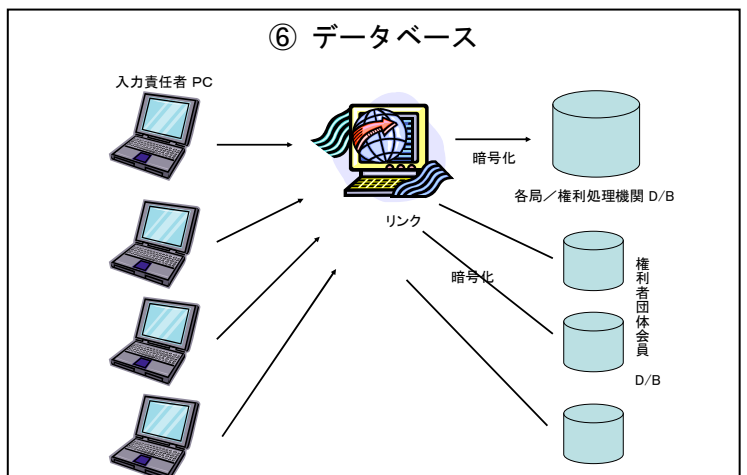 ⑥ データベース
入力責任者 PC
暗号化
各局／権利処理機関 D/B
リンク
暗号化
権利者団体会員
D/B